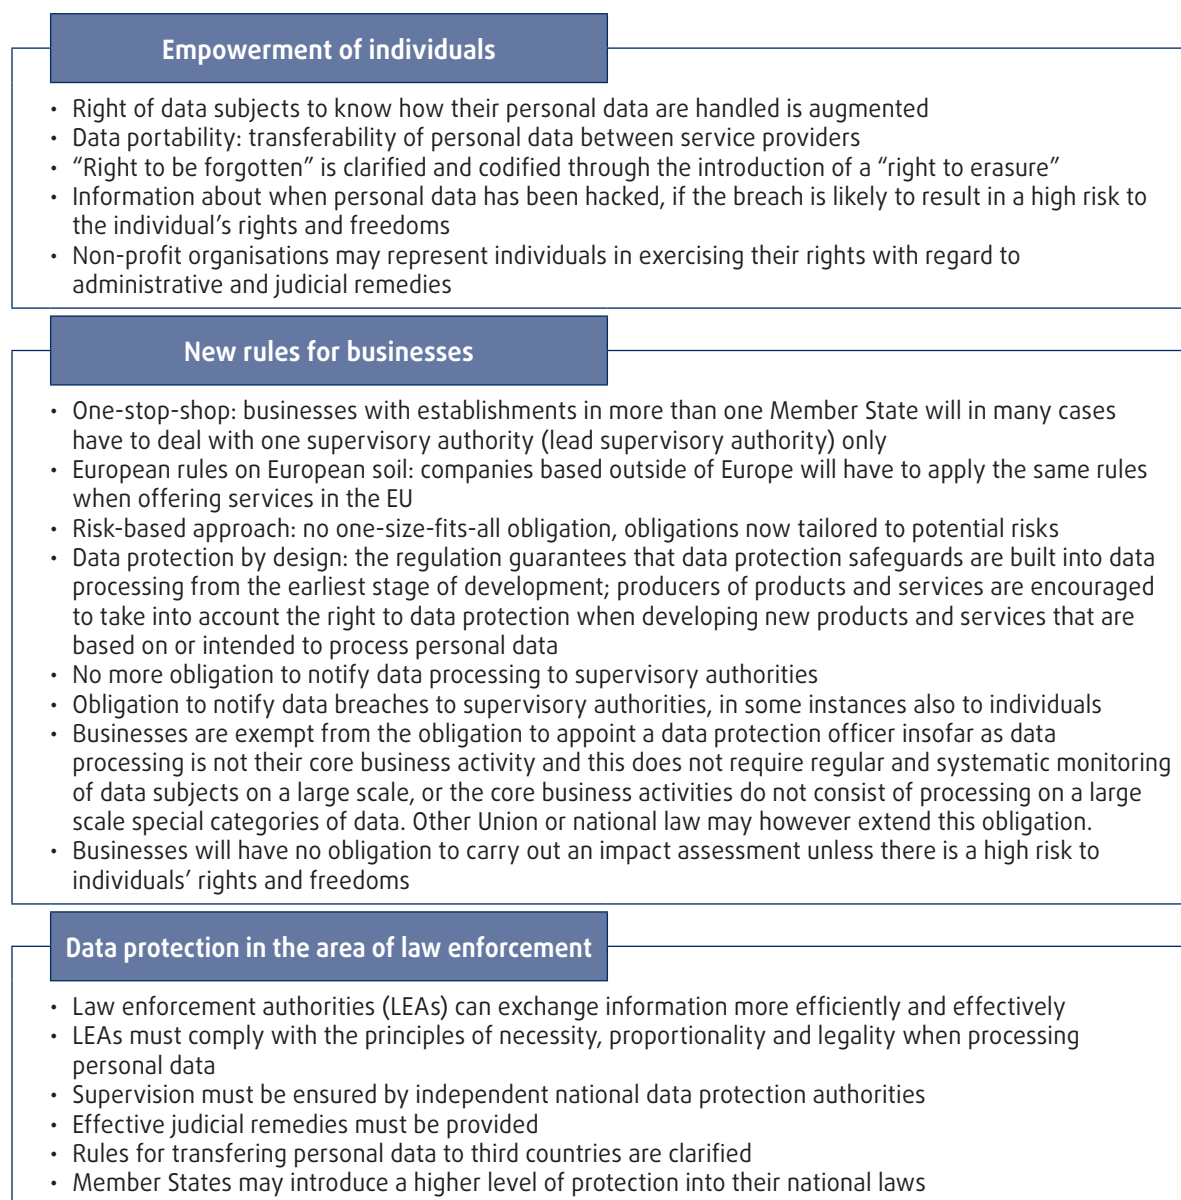 Empowerment of individuals
• Right of data subjects to know how their personal data are handled is augmented
• Data portability: transferability of personal data between service providers
• “Right to be forgotten” is clarified and codified through the introduction of a “right to erasure”
• Information about when personal data has been hacked, if the breach is likely to result in a high risk to
the individual’s rights and freedoms
• Non-profit organisations may represent individuals in exercising their rights with regard to
administrative and judicial remedies
New rules for businesses
• One-stop-shop: businesses with establishments in more than one Member State will in many cases
have to deal with one supervisory authority (lead supervisory authority) only
• European rules on European soil: companies based outside of Europe will have to apply the same rules
when offering services in the EU
• Risk-based approach: no one-size-fits-all obligation, obligations now tailored to potential risks
• Data protection by design: the regulation guarantees that data protection safeguards are built into data
processing from the earliest stage of development; producers of products and services are encouraged
to take into account the right to data protection when developing new products and services that are
based on or intended to process personal data
• No more obligation to notify data processing to supervisory authorities
• Obligation to notify data breaches to supervisory authorities, in some instances also to individuals
• Businesses are exempt from the obligation to appoint a data protection officer insofar as data
processing is not their core business activity and this does not require regular and systematic monitoring
of data subjects on a large scale, or the core business activities do not consist of processing on a large
scale special categories of data. Other Union or national law may however extend this obligation.
• Businesses will have no obligation to carry out an impact assessment unless there is a high risk to
individuals’ rights and freedoms
Data protection in the area of law enforcement
• Law enforcement authorities (LEAs) can exchange information more efficiently and effectively
• LEAs must comply with the principles of necessity, proportionality and legality when processing
personal data
• Supervision must be ensured by independent national data protection authorities
• Effective judicial remedies must be provided
• Rules for transfering personal data to third countries are clarified
• Member States may introduce a higher level of protection into their national laws